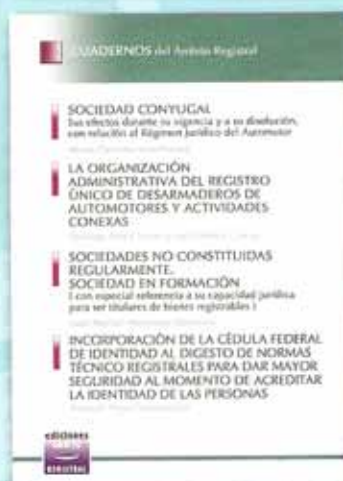 CUADERNOS del Ambito Registral
SOCIEDAD CONYUGAL
Sus efectos durante su vigencia y a su disolución,
con relación al Régimen Jurídico del Automotor
LA ORGANIZACIÓN
ADMINISTRATIVA DEL REGISTRO
ÚNICO DE DESARMADEROS DE
AUTOMOTORES Y ACTIVIDADES
CONEXAS
SOCIEDADES NO CONSTITUIDAS
REGULARMENTE.
SOCIEDAD EN FORMACIÓN
( con especial referencia a su capacidad jurídica
para ser titulares de bienes registrables )
INCORPORACIÓN DE LA CÉDULA FEDERAL
DE IDENTIDAD AL DIGESTO DE NORMAS
TÉCNICO REGISTRALES PARA DAR MAYOR
SEGURIDAD AL MOMENTO DE ACREDITAR
LA IDENTIDAD DE LAS PERSONAS
ediciones